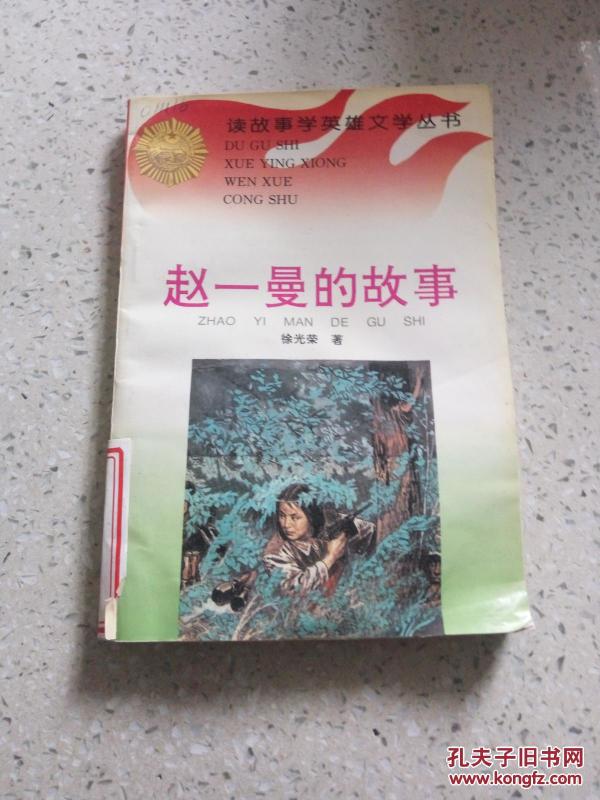 读故事学英雄文学丛书
DU GU SHI
XUE YING XIONG
WEN XUE
CONG SHU
赵一曼的故事
ZHAO YI MAN DE GU SHI
徐光荣 著
孔夫子旧书网
www.kongfz.com